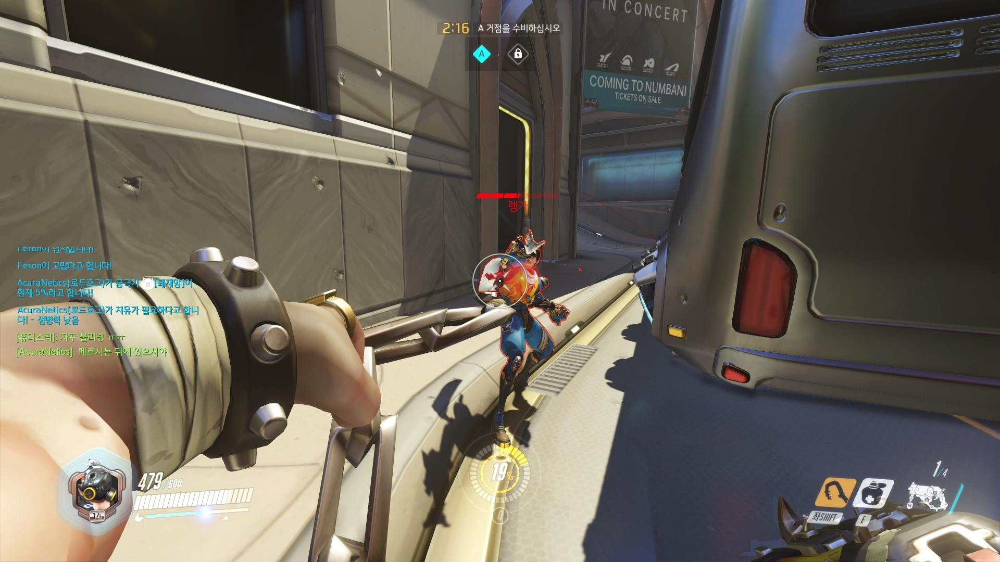 IN CONCERT
2:16 A 거점을 수비하십시오
A
COMING TO NUMBANI
TICKETS ON SALE
렝가
Feron이 인사합니다!
Feron이 고맙다고 합니다!
AcuraNetics(로드호그)가 궁극기 [돼재앙]이
현재 5%라고 합니다!
AcuraNetics(로드호그)가 치유가 필요하다고 합니
다! - 생명력 낮음
[휴리스틱]: 자꾸 물리넹 ㅠㅠ
[AcuraNetics]: 메르시는 뒤에 있으셔야
479/600
14
19%
Q
1/4
좌SHIFT
E